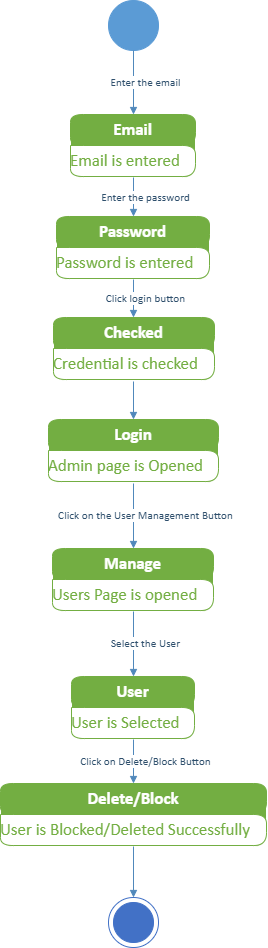 Enter the email
Email
Email is entered
Enter the password
Password
Password is entered
Click login button
Checked
Credential is checked
Login
Admin page is Opened
Click on the User Management Button
Manage
Users Page is opened
Select the User
User
User is Selected
Click on Delete/Block Button
Delete/Block
User is Blocked/Deleted Successfully